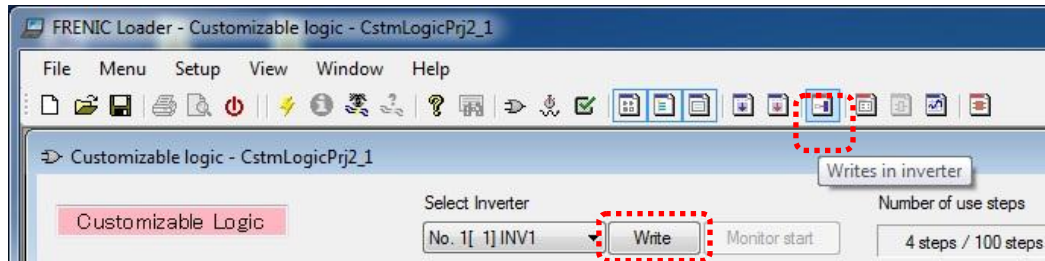 FRENIC Loader - Customizable logic - CstmLogicPrj2_1
File Menu Setup View Window Help
Customizable logic - CstmLogicPrj2_1
Writes in inverter
Select Inverter
Number of use steps
Customizable Logic
No. 1[ 1] INV1
Write
Monitor start
4 steps / 100 steps